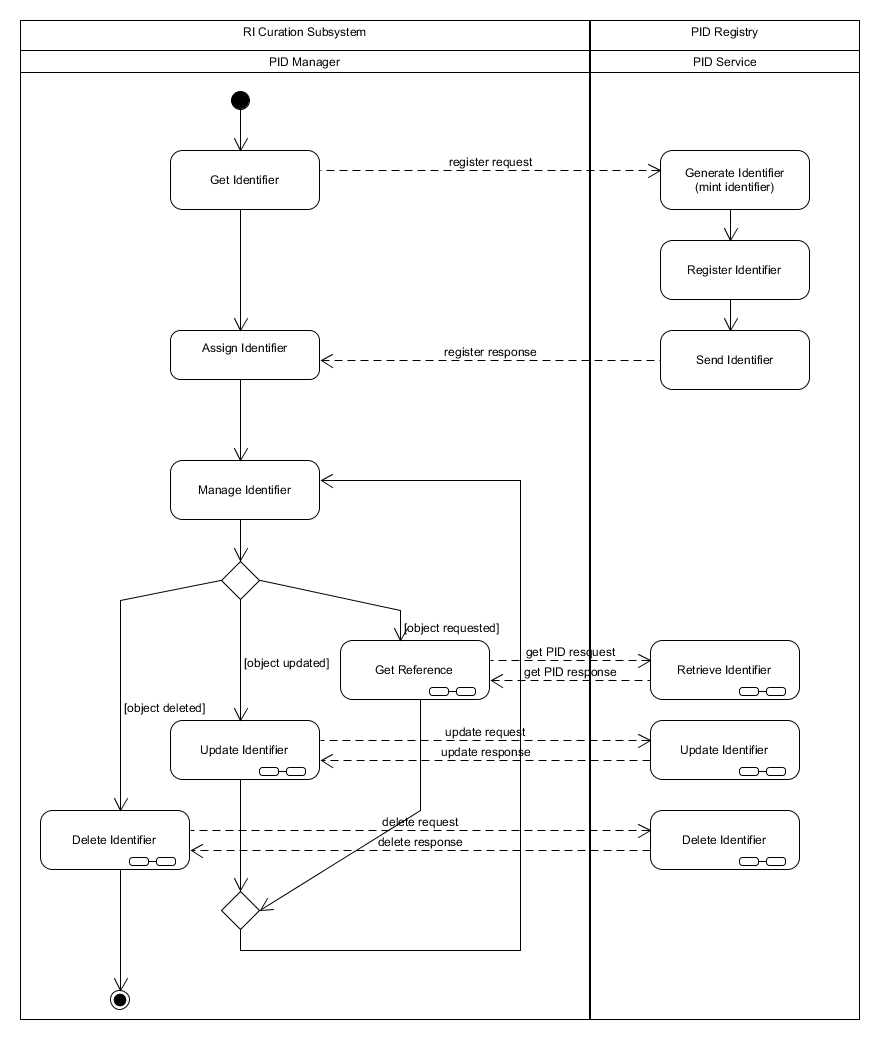 RI Curation Subsystem
PID Registry
PID Manager
PID Service
Get Identifier
register request
Generate Identifier
(mint identifier)
Register Identifier
Assign Identifier
register response
Send Identifier
Manage Identifier
[object requested]
[object updated]
[object deleted]
Get Reference
get PID resquest
get PID response
Retrieve Identifier
Update Identifier
update request
update response
Update Identifier
Delete Identifier
delete request
delete response
Delete Identifier